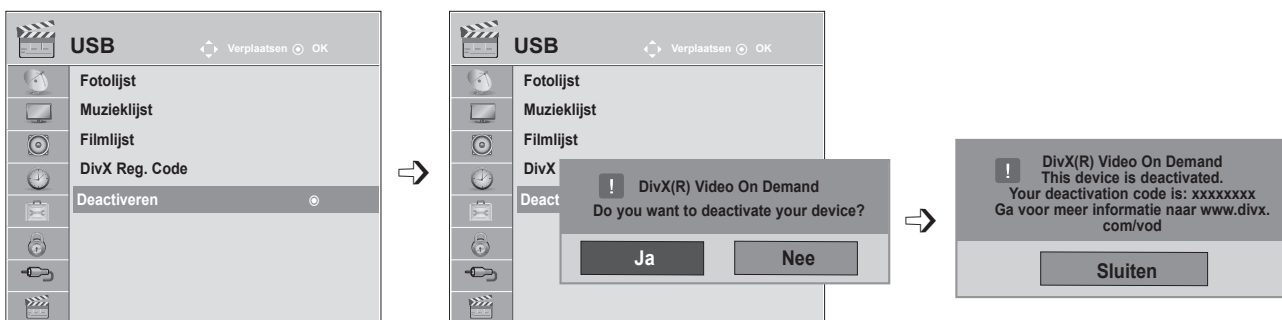 USB
Verplaatsen OK
Fotolijst
Muzieklijst
Filmlijst
DivX Reg. Code
Deactiveren
USB
Verplaatsen OK
Fotolijst
Muzieklijst
Filmlijst
DivX
Deact
! DivX(R) Video On Demand
Do you want to deactivate your device?
Ja Nee
! DivX(R) Video On Demand
This device is deactivated.
Your deactivation code is: xxxxxxxx
Ga voor meer informatie naar www.divx.
com/vod
Sluiten